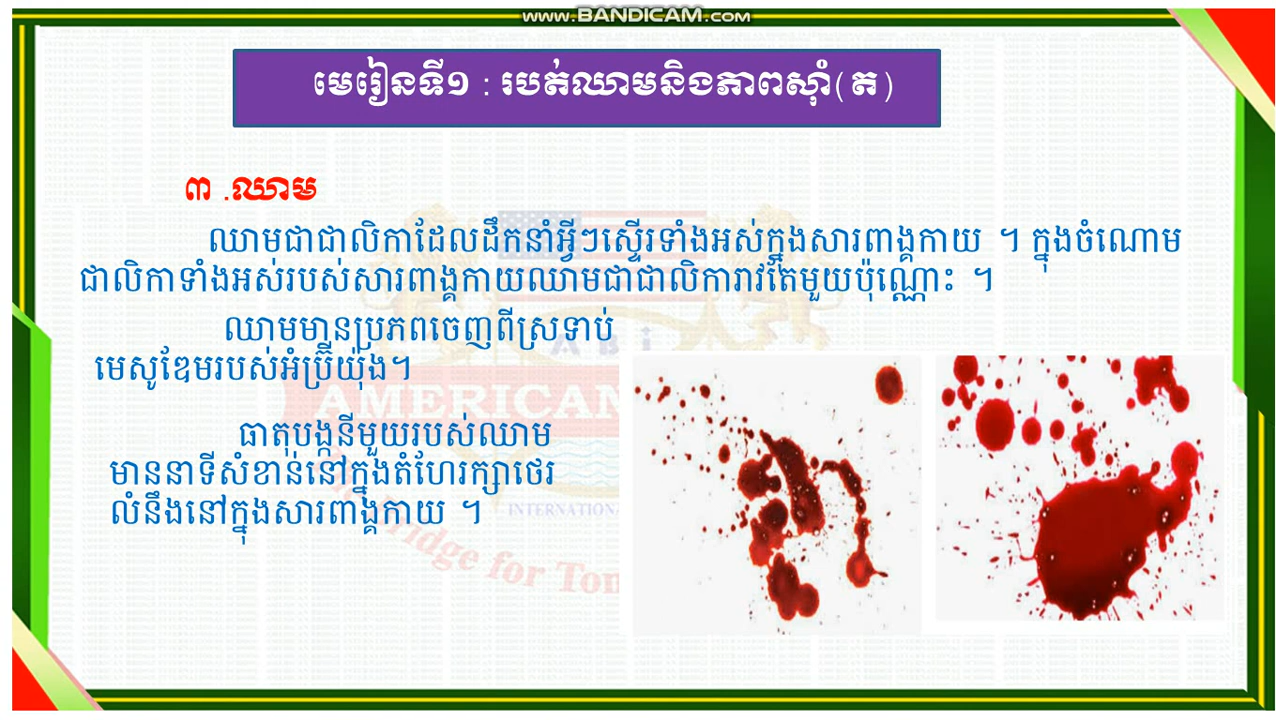 www.BANDICAM.com
មេរៀនទី១ : របត់ឈាមនិងភាពស៊ាំ(ត)
៣ .ឈាម
ឈាមជាជាលិកាដែលដឹកនាំអ្វីៗស្ទើរទាំងអស់ក្នុងសារពាង្គកាយ ។ ក្នុងចំណោម
ជាលិកាទាំងអស់របស់សារពាង្គកាយឈាមជាជាលិការាវតែមួយប៉ុណ្ណោះ ។
ឈាមមានប្រភពចេញពីស្រទាប់
មេសូឌែមរបស់អំប្រ៊ីយ៉ុង។
ធាតុបង្កនីមួយរបស់ឈាម
មាននាទីសំខាន់នៅក្នុងតំហែរក្សាថេរ
លំនឹងនៅក្នុងសារពាង្គកាយ ។
AMERICAN
INTERNATIONAL
for